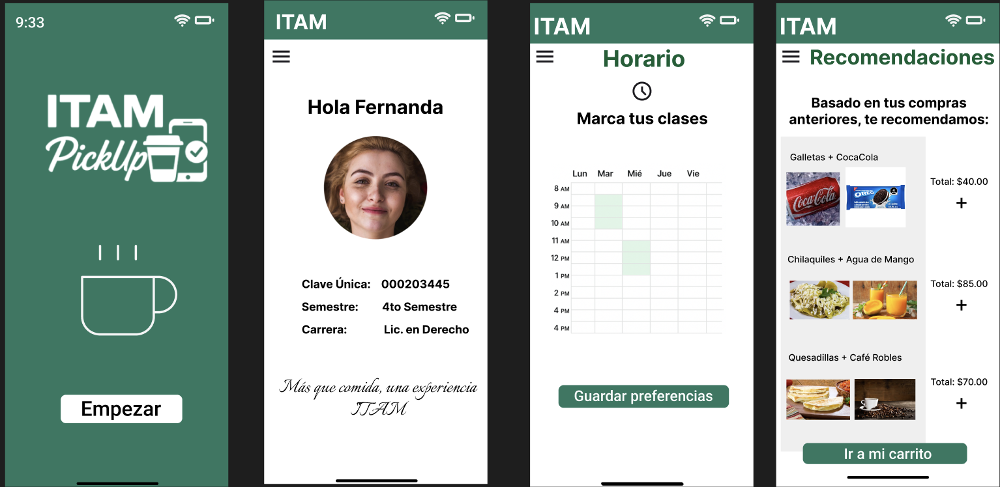 9:33
ITAM
PickUp
Empezar
ITAM
Hola Fernanda
Clave Única: 000203445
Semestre: 4to Semestre
Carrera: Lic. en Derecho
Más que comida, una experiencia
ITAM
ITAM
Horario
Marca tus clases
Lun Mar Mié Jue Vie
8 AM
9 AM
10 AM
11 AM
12 PM
1 PM
2 PM
4 PM
4 PM
Guardar preferencias
ITAM
Recomendaciones
Basado en tus compras
anteriores, te recomendamos:
Galletas + CocaCola
Coca-Cola
OREO
Total: $40.00
+
Chilaquiles + Agua de Mango
Total: $85.00
+
Quesadillas + Café Robles
Total: $70.00
+
Ir a mi carrito